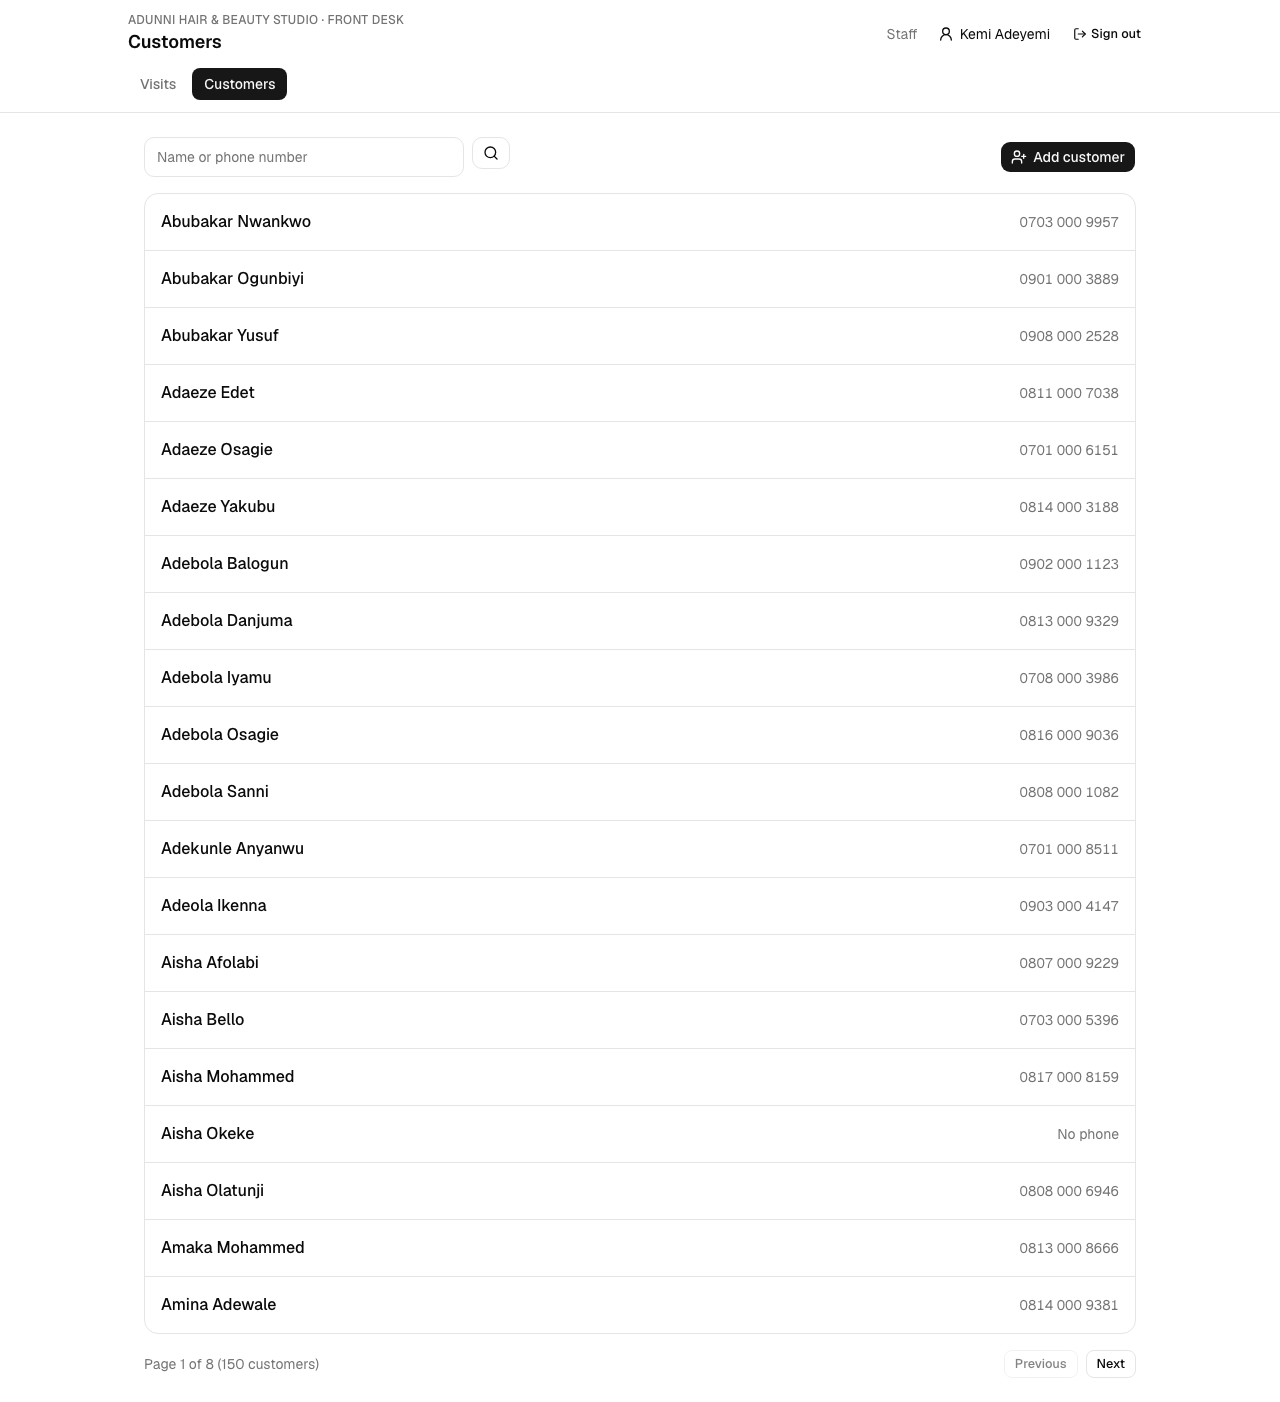 ADUNNI HAIR & BEAUTY STUDIO · FRONT DESK
Customers
Staff
Kemi Adeyemi
Sign out
Visits
Customers
Name or phone number
Add customer
Abubakar Nwankwo 0703 000 9957
Abubakar Ogunbiyi 0901 000 3889
Abubakar Yusuf 0908 000 2528
Adaeze Edet 0811 000 7038
Adaeze Osagie 0701 000 6151
Adaeze Yakubu 0814 000 3188
Adebola Balogun 0902 000 1123
Adebola Danjuma 0813 000 9329
Adebola Iyamu 0708 000 3986
Adebola Osagie 0816 000 9036
Adebola Sanni 0808 000 1082
Adekunle Anyanwu 0701 000 8511
Adeola Ikenna 0903 000 4147
Aisha Afolabi 0807 000 9229
Aisha Bello 0703 000 5396
Aisha Mohammed 0817 000 8159
Aisha Okeke No phone
Aisha Olatunji 0808 000 6946
Amaka Mohammed 0813 000 8666
Amina Adewale 0814 000 9381
Page 1 of 8 (150 customers)
Previous
Next